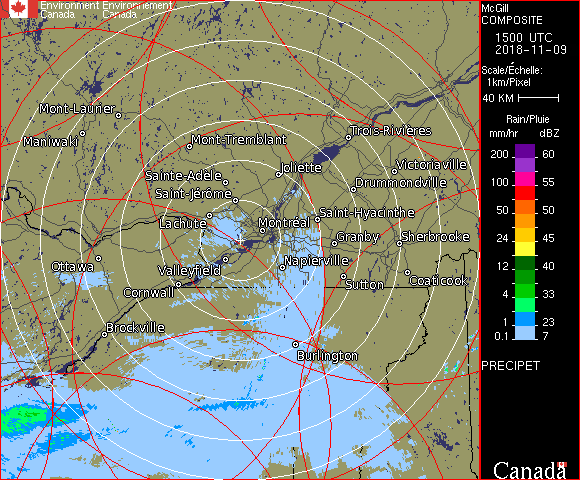 Environment Environnement
Canada Canada
McGill
COMPOSITE
1500 UTC
2018-11-09
Scale/Échelle:
1km/Pixel
40 KM
Rain/Pluie
mm/hr dBZ
200 60
100 55
50 50
24 45
12 40
4 33
1 23
0.1 7
PRECIPET
Canada
Mont-Laurier
Maniwaki
Mont-Tremblant
Trois-Rivières
Sainte-Adèle
Joliette
Victoriaville
Saint-Jérôme
Drummondville
Lachute
Montréal
Saint-Hyacinthe
Granby
Sherbrooke
Ottawa
Valleyfield
Napierville
Cornwall
Sutton
Coaticook
Brockville
Burlington